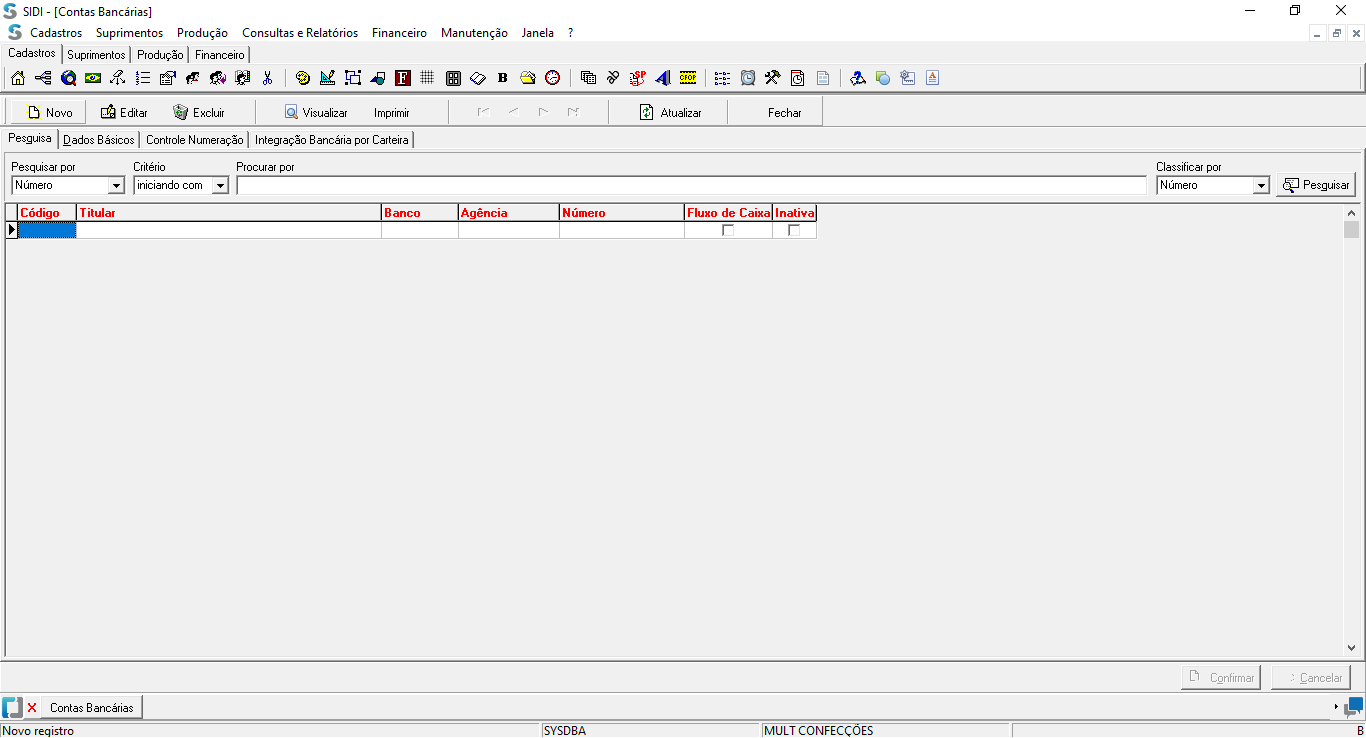 SIDI - [Contas Bancárias]
Cadastros Suprimentos Produção Consultas e Relatórios Financeiro Manutenção Janela ?
Cadastros Suprimentos Produção Financeiro
F B SP CFOP A
Novo Editar Excluir Visualizar Imprimir Atualizar Fechar
Pesquisa Dados Básicos Controle Numeração Integração Bancária por Carteira
Pesquisar por Critério Procurar por Classificar por
Número iniciando com Número Pesquisar
Código Titular Banco Agência Número Fluxo de Caixa Inativa
Confirmar Cancelar
Contas Bancárias
Novo registro SYSDBA MULT CONFECÇÕES B